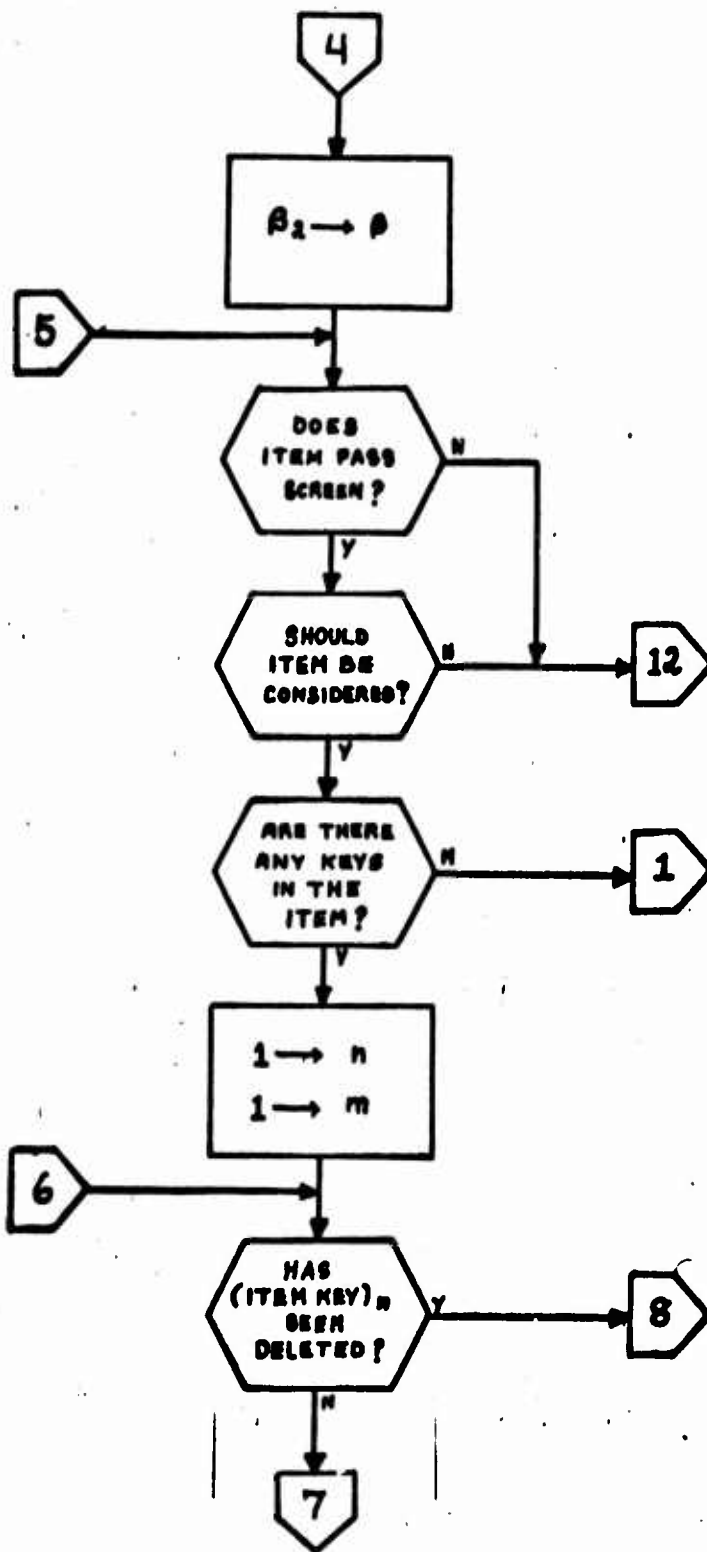 4
β₂ → β
5
DOES
ITEM PASS
SCREEN?
N
Y
SHOULD
ITEM BE
CONSIDERED?
N
12
Y
ARE THERE
ANY KEYS
IN THE
ITEM?
N
1
Y
1 → n
1 → m
6
HAS
(ITEM KEY)ₙ
BEEN
DELETED?
Y
8
N
7